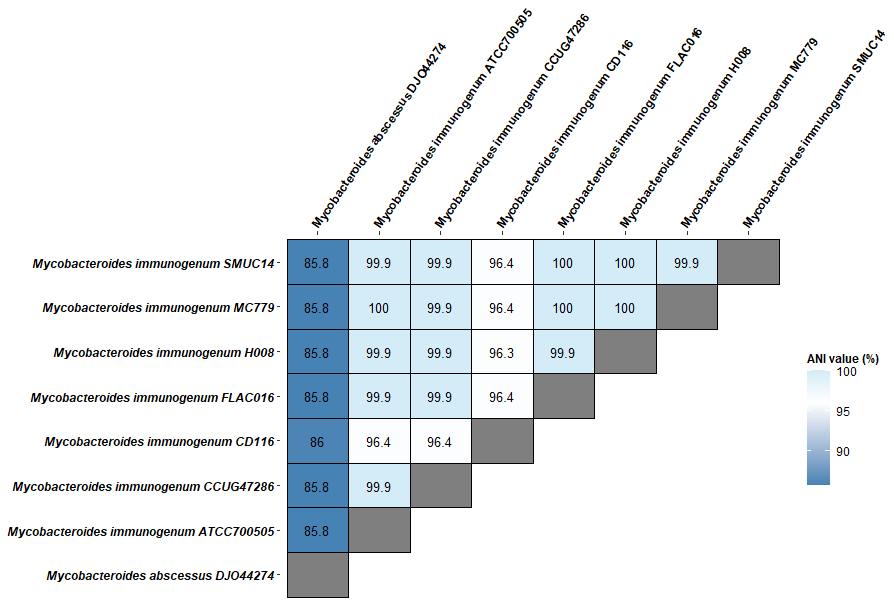 Mycobacteroides abscessus DJO44274
Mycobacteroides immunogenum ATCC700505
Mycobacteroides immunogenum CCUG47286
Mycobacteroides immunogenum CD116
Mycobacteroides immunogenum FLAC016
Mycobacteroides immunogenum H008
Mycobacteroides immunogenum MC779
Mycobacteroides immunogenum SMUC14
Mycobacteroides immunogenum SMUC14 85.8 99.9 99.9 96.4 100 100 99.9
Mycobacteroides immunogenum MC779 85.8 100 99.9 96.4 100 100
Mycobacteroides immunogenum H008 85.8 99.9 99.9 96.3 99.9
Mycobacteroides immunogenum FLAC016 85.8 99.9 99.9 96.4
Mycobacteroides immunogenum CD116 86 96.4 96.4
Mycobacteroides immunogenum CCUG47286 85.8 99.9
Mycobacteroides immunogenum ATCC700505 85.8
Mycobacteroides abscessus DJO44274
ANI value (%)
100
95
90